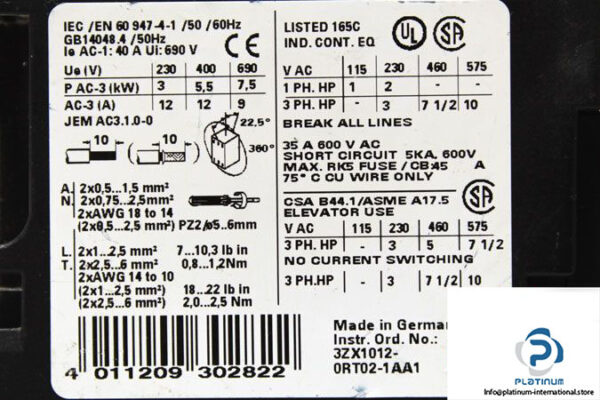 IEC /EN 60 947-4-1 /50 /60Hz
GB14048.4 /50Hz
Ie AC-1: 40 A Ui: 690 V
CE
Ue (V) 230 400 690
P AC-3 (kW) 3 5,5 7,5
AC-3 (A) 12 12 9
JEM AC3.1.0-0
10 10 22,5° 360°
A. 2x0,5...1,5 mm²
N. 2x0,75...2,5mm²
2xAWG 18 to 14
(2x0,5...2,5 mm²) PZ2/⌀5..6mm
L. 2x1...2,5 mm² 7...10,3 lb in
T. 2x2,5...6 mm² 0,8...1,2Nm
2xAWG 14 to 10
(2x1...2,5 mm²) 18...22 lb in
(2x2,5...6 mm²) 2,0...2,5 Nm
4 011209 302822
LISTED 165C
IND. CONT. EQ
UL SA
V AC 115 230 460 575
1 PH. HP 1 2 - -
3 PH. HP - 3 7 1/2 10
BREAK ALL LINES
35 A 600 V AC
SHORT CIRCUIT 5KA, 600V
MAX. RK5 FUSE / CB:45 A
75° C CU WIRE ONLY
CSA B44.1/ASME A17.5
ELEVATOR USE
SA
V AC 115 230 460 575
3 PH. HP - 3 5 7 1/2
NO CURRENT SWITCHING
3 PH.HP - 3 7 1/2 10
Made in German
Instr. Ord. No.:
3ZX1012-
0RT02-1AA1
PLATINUM
Info@platinum-international.store